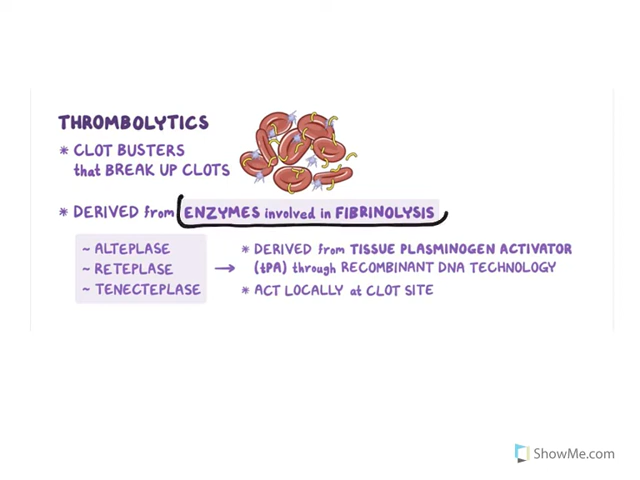 THROMBOLYTICS
* CLOT BUSTERS
that BREAK UP CLOTS
* DERIVED from ENZYMES involved in FIBRINOLYSIS
~ ALTEPLASE
~ RETEPLASE
~ TENECTEPLASE
* DERIVED from TISSUE PLASMINOGEN ACTIVATOR
(tPA) through RECOMBINANT DNA TECHNOLOGY
* ACT LOCALLY at CLOT SITE
ShowMe.com